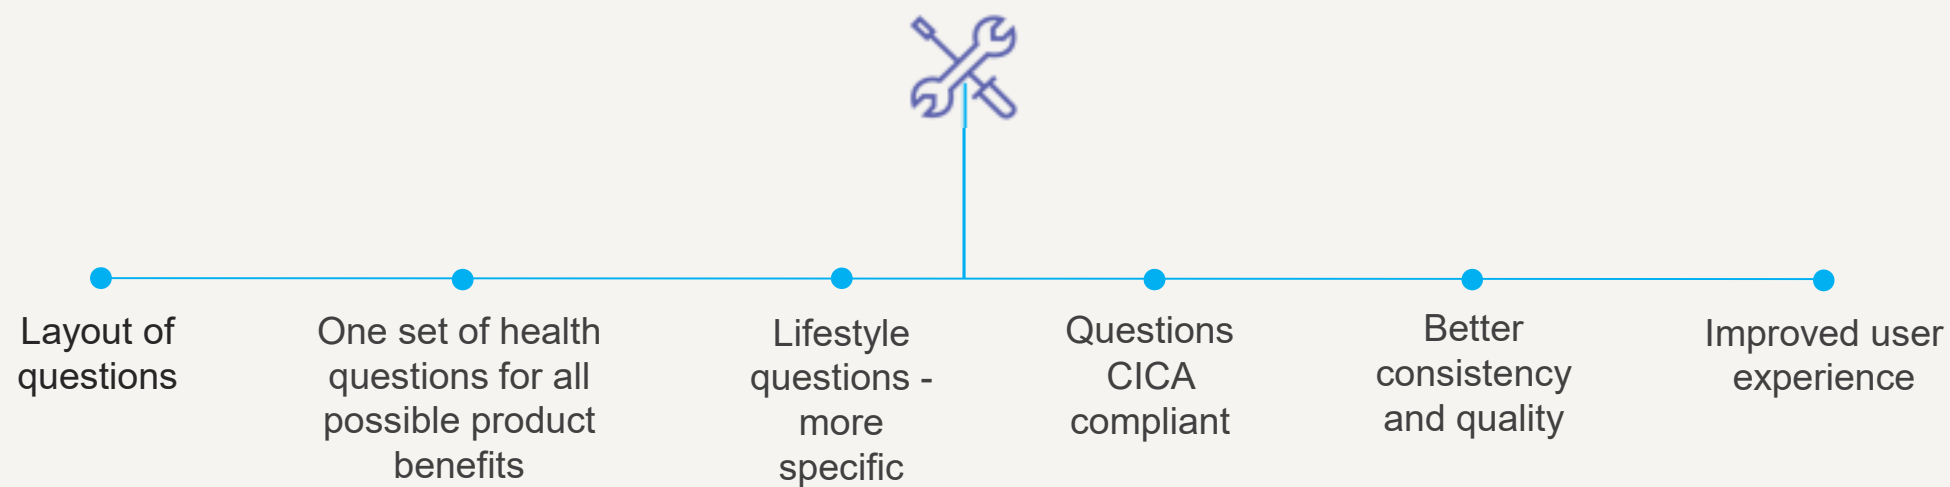 Layout of
questions
One set of health
questions for all
possible product
benefits
Lifestyle
questions -
more
specific
Questions
CICA
compliant
Better
consistency
and quality
Improved user
experience